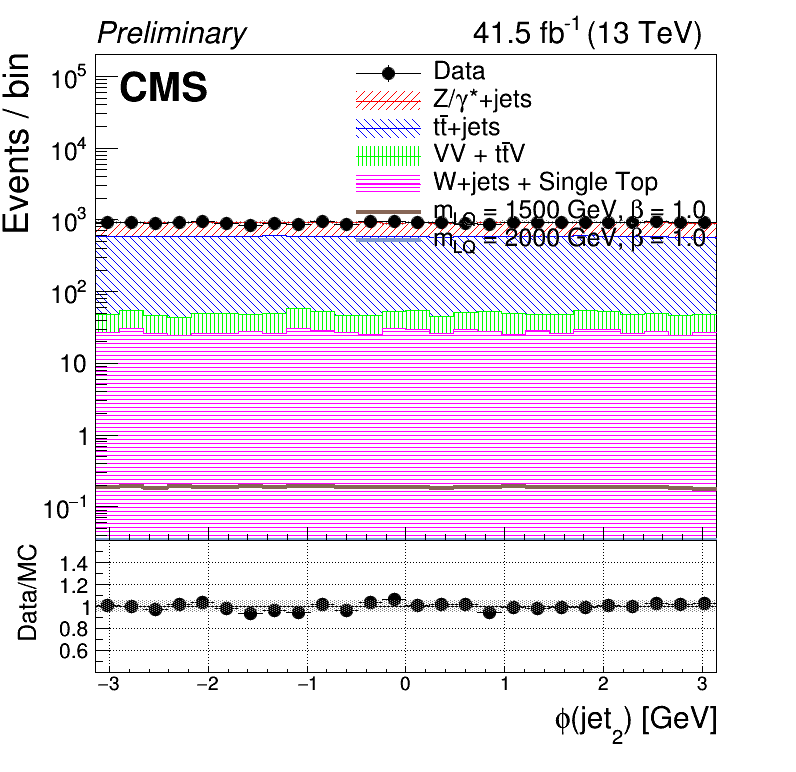 Preliminary 41.5 fb⁻¹ (13 TeV)
CMS
Events / bin
10⁵
10⁴
10³
10²
10
1
10⁻¹
Data
Z/γ*+jets
tt̄+jets
VV + tt̄V
W+jets + Single Top
m_LQ = 1500 GeV, β = 1.0
m_LQ = 2000 GeV, β = 1.0
Data/MC
1.4
1.2
1
0.8
0.6
−3 −2 −1 0 1 2 3
ϕ(jet₂) [GeV]